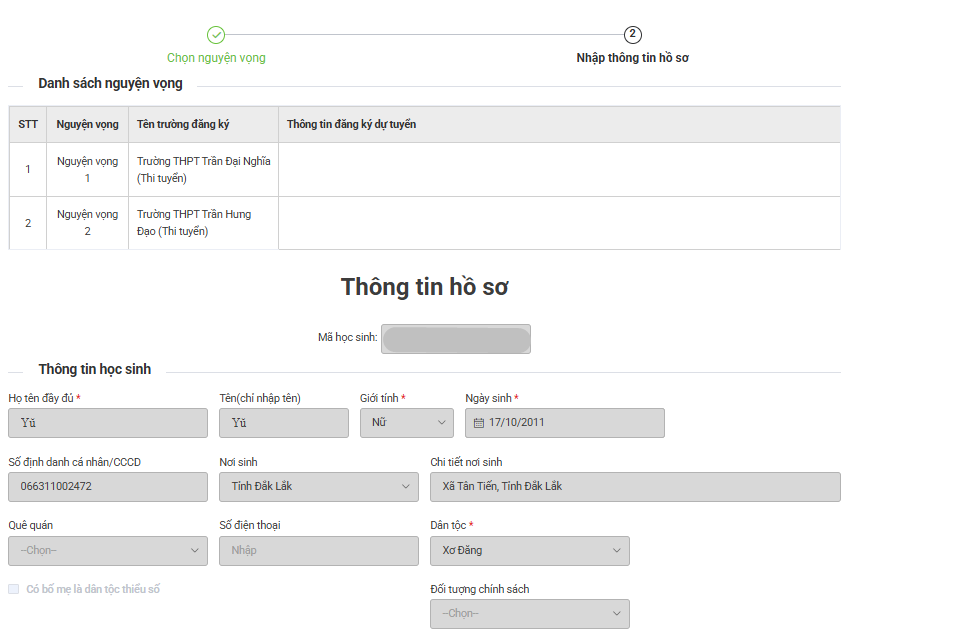 2
Chọn nguyện vọng
Nhập thông tin hồ sơ
Danh sách nguyện vọng
STT Nguyện vọng Tên trường đăng ký Thông tin đăng ký dự tuyển
1 Nguyện vọng 1 Trường THPT Trần Đại Nghĩa (Thi tuyển)
2 Nguyện vọng 2 Trường THPT Trần Hưng Đạo (Thi tuyển)
Thông tin hồ sơ
Mã học sinh:
Thông tin học sinh
Họ tên đầy đủ * Tên(chỉ nhập tên) Giới tính * Ngày sinh *
Yŭ Yŭ Nữ 17/10/2011
Số định danh cá nhân/CCCD Nơi sinh Chi tiết nơi sinh
066311002472 Tỉnh Đắk Lắk Xã Tân Tiến, Tỉnh Đắk Lắk
Quê quán Số điện thoại Dân tộc *
--Chọn-- Nhập Xơ Đăng
Có bố mẹ là dân tộc thiểu số Đối tượng chính sách
--Chọn--